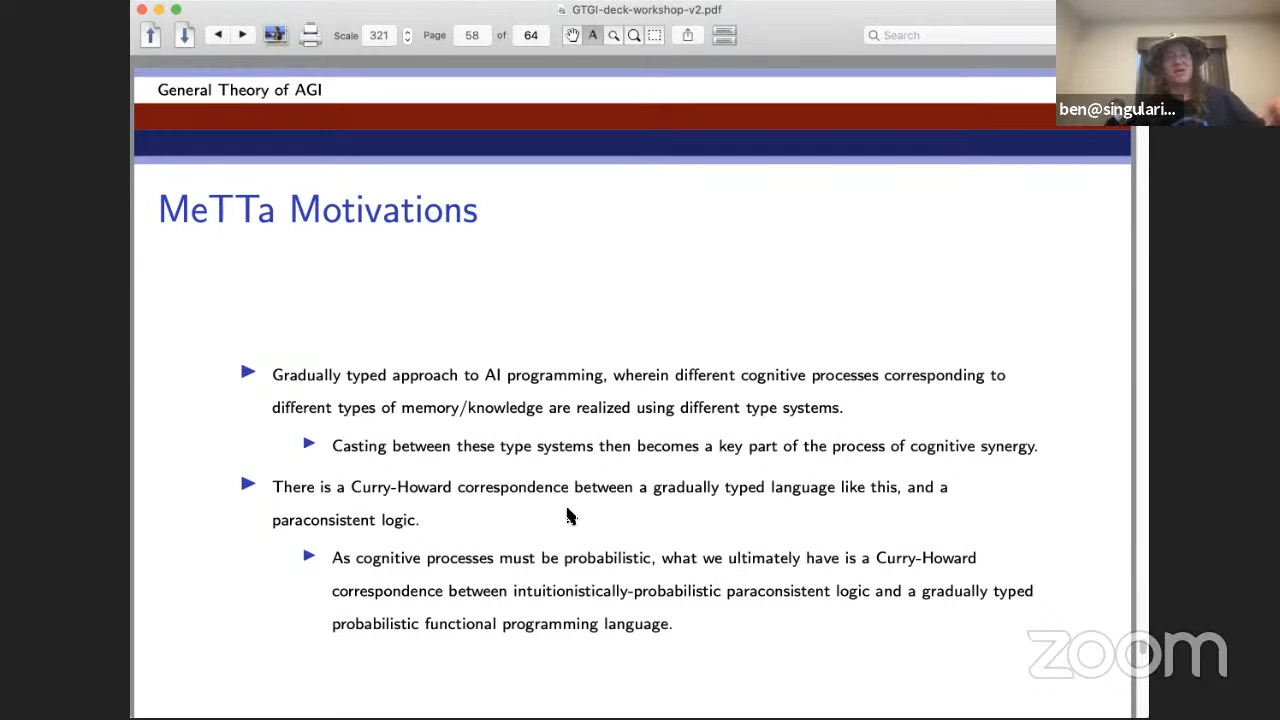 GTGI-deck-workshop-v2.pdf
Scale 321 Page 58 of 64 A Search
ben@singulari...
General Theory of AGI
MeTTa Motivations
Gradually typed approach to AI programming, wherein different cognitive processes corresponding to
different types of memory/knowledge are realized using different type systems.
Casting between these type systems then becomes a key part of the process of cognitive synergy.
There is a Curry-Howard correspondence between a gradually typed language like this, and a
paraconsistent logic.
As cognitive processes must be probabilistic, what we ultimately have is a Curry-Howard
correspondence between intuitionistically-probabilistic paraconsistent logic and a gradually typed
probabilistic functional programming language.
zoom